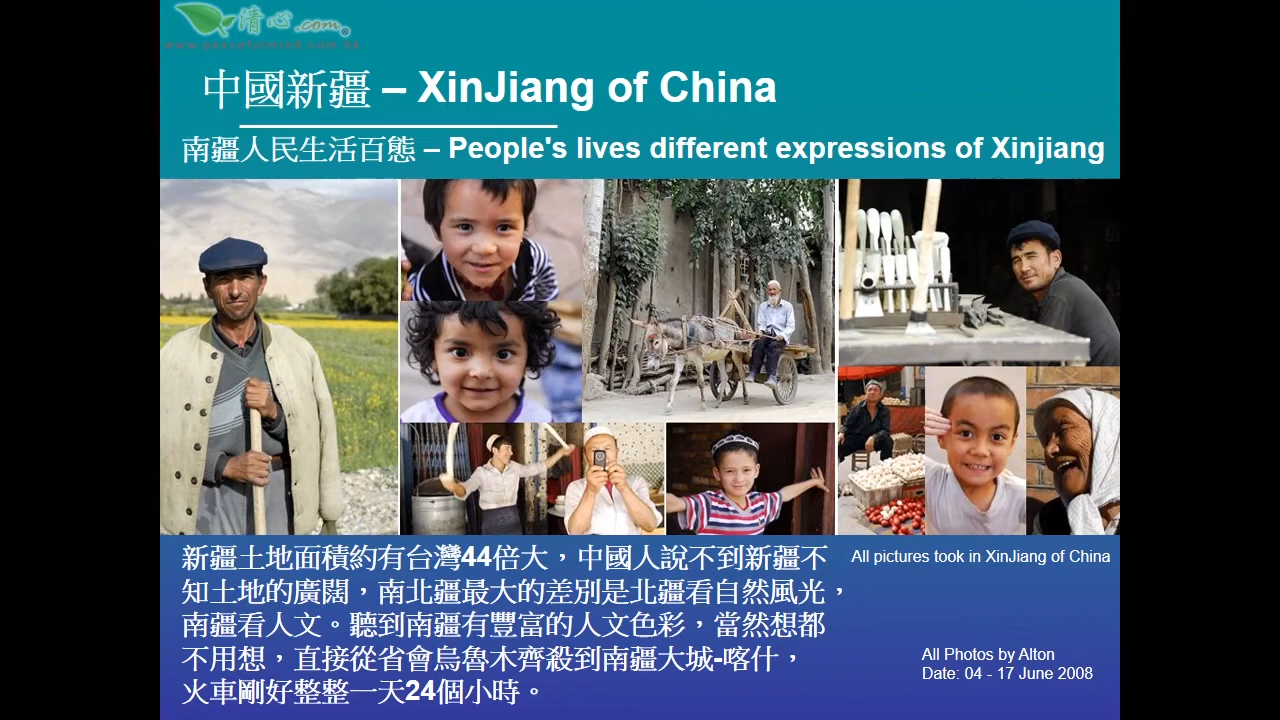 清心.com
中國新疆 – XinJiang of China
南疆人民生活百態 – People's lives different expressions of Xinjiang
新疆土地面積約有台灣44倍大，中國人說不到新疆不
知土地的廣闊，南北疆最大的差別是北疆看自然風光，
南疆看人文。聽到南疆有豐富的人文色彩，當然想都
不用想，直接從省會烏魯木齊殺到南疆大城-喀什，
火車剛好整整一天24個小時。
All pictures took in XinJiang of China
All Photos by Alton
Date: 04 - 17 June 2008